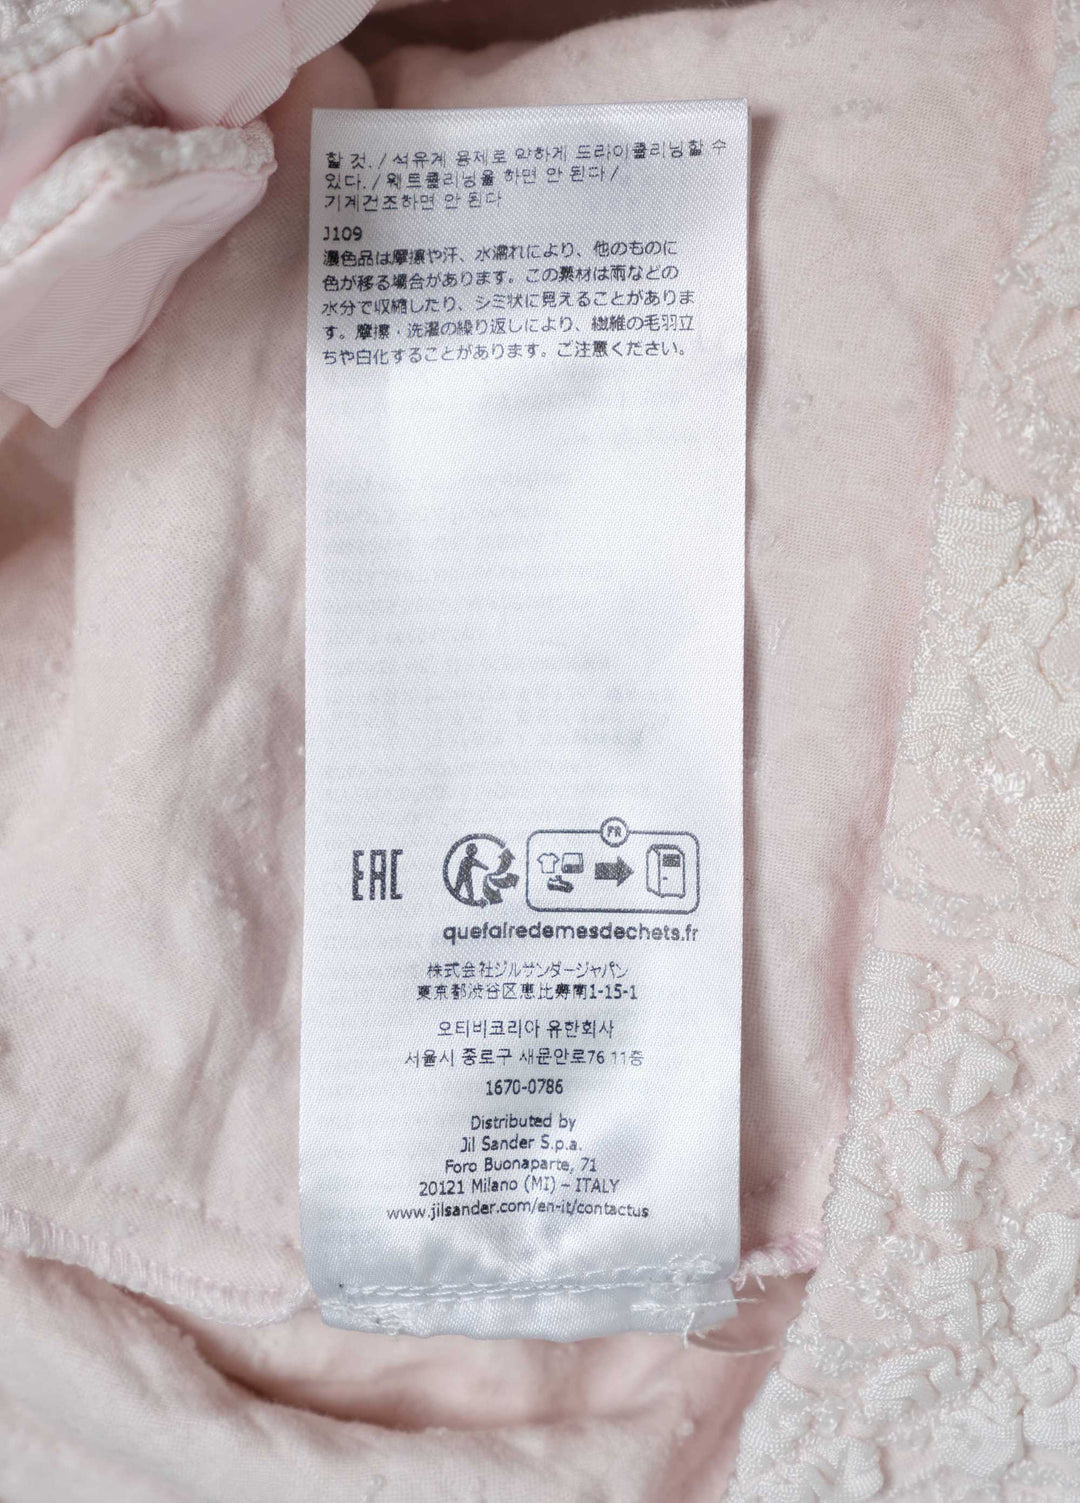 할 것. / 석유계 용제로 약하게 드라이클리닝할 수
있다. / 웨트클리닝을 하면 안 된다 /
기계건조하면 안 된다
J109
濃色品は摩擦や汗、水濡れにより、他のものに
色が移る場合があります。この素材は雨などの
水分で収縮したり、シミ状に見えることがありま
す。摩擦・洗濯の繰り返しにより、繊維の毛羽立
ちや白化することがあります。ご注意ください。
FR
EAC
quefairedemesdechets.fr
株式会社ジルサンダージャパン
東京都渋谷区恵比寿南1-15-1
오티비코리아 유한회사
서울시 종로구 새문안로76 11층
1670-0786
Distributed by
Jil Sander S.p.a.
Foro Buonaparte, 71
20121 Milano (MI) – ITALY
www.jilsander.com/en-it/contactus